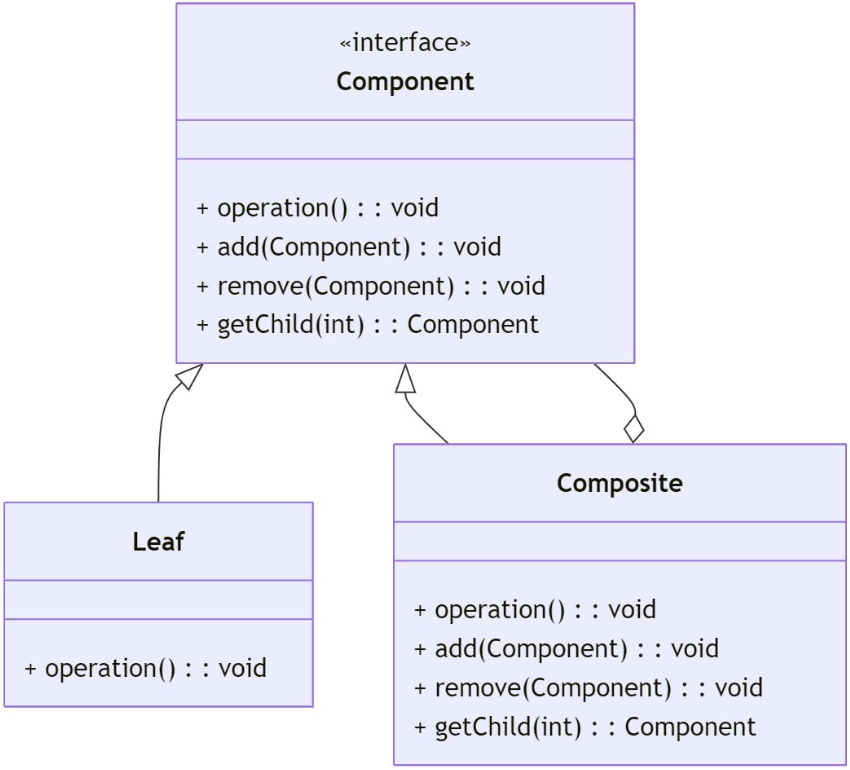 «interface»
Component
+ operation() : : void
+ add(Component) : : void
+ remove(Component) : : void
+ getChild(int) : : Component
Leaf
+ operation() : : void
Composite
+ operation() : : void
+ add(Component) : : void
+ remove(Component) : : void
+ getChild(int) : : Component